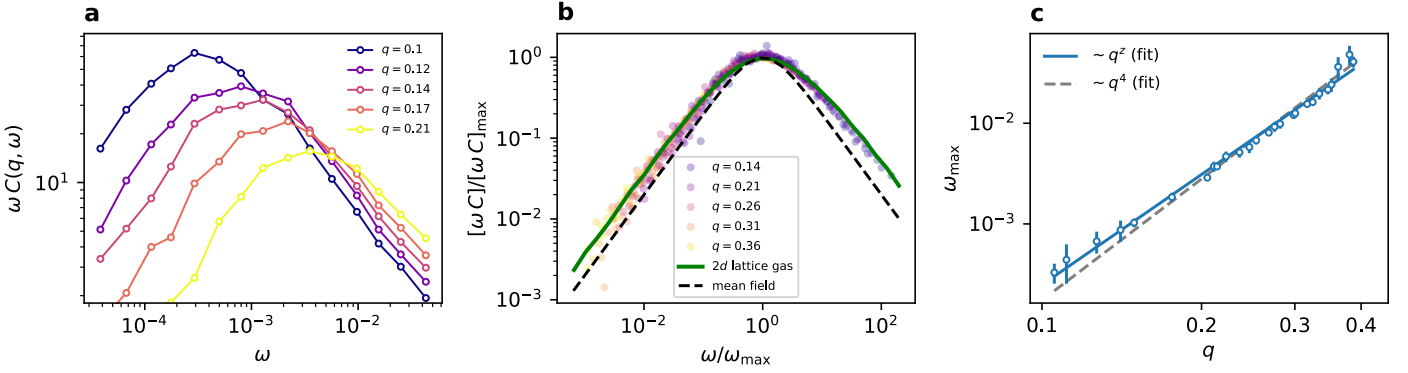 a
ω C(q, ω)
10¹
10⁻⁴
10⁻³
10⁻²
ω
q = 0.1
q = 0.12
q = 0.14
q = 0.17
q = 0.21
b
[ω C]/[ω C]max
10⁰
10⁻¹
10⁻²
10⁻³
10⁻²
10⁰
10²
ω/ωmax
q = 0.14
q = 0.21
q = 0.26
q = 0.31
q = 0.36
2d lattice gas
mean field
c
ωmax
10⁻²
10⁻³
0.1
0.2
0.3
0.4
q
~ qᶻ (fit)
~ q⁴ (fit)